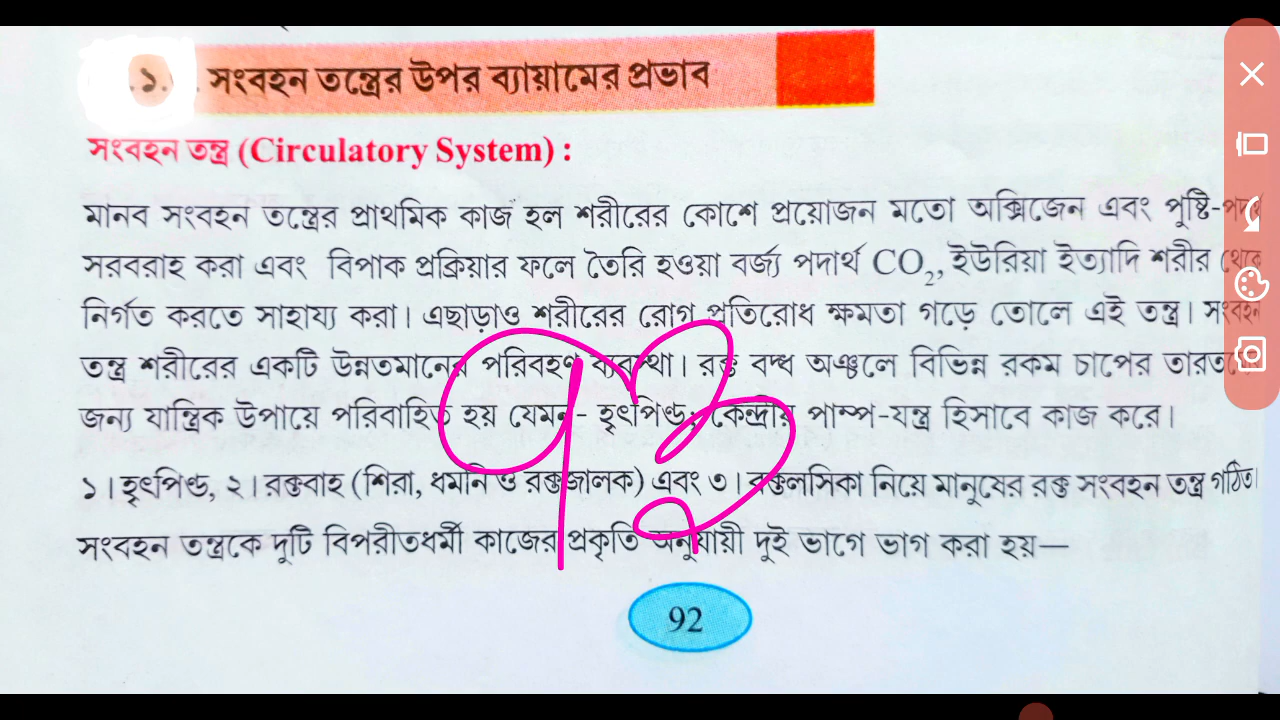 ১. সংবহন তন্ত্রের উপর ব্যায়ামের প্রভাব
সংবহন তন্ত্র (Circulatory System) :
মানব সংবহন তন্ত্রের প্রাথমিক কাজ হল শরীরের কোশে প্রয়োজন মতো অক্সিজেন এবং পুষ্টি-পদার্থ
সরবরাহ করা এবং বিপাক প্রক্রিয়ার ফলে তৈরি হওয়া বর্জ্য পদার্থ CO₂, ইউরিয়া ইত্যাদি শরীর থেকে
নির্গত করতে সাহায্য করা। এছাড়াও শরীরের রোগ প্রতিরোধ ক্ষমতা গড়ে তোলে এই তন্ত্র। সংবহন
তন্ত্র শরীরের একটি উন্নতমানের পরিবহণ ব্যবস্থা। রক্ত বদ্ধ অঞ্চলে বিভিন্ন রকম চাপের তারতম্যের
জন্য যান্ত্রিক উপায়ে পরিবাহিত হয় যেমন- হৃৎপিণ্ড; কেন্দ্রীয় পাম্প-যন্ত্র হিসাবে কাজ করে।
১। হৃৎপিণ্ড, ২। রক্তবাহ (শিরা, ধমনি ও রক্তজালক) এবং ৩। রক্তলসিকা নিয়ে মানুষের রক্ত সংবহন তন্ত্র গঠিত।
সংবহন তন্ত্রকে দুটি বিপরীতধর্মী কাজের প্রকৃতি অনুযায়ী দুই ভাগে ভাগ করা হয়—
92